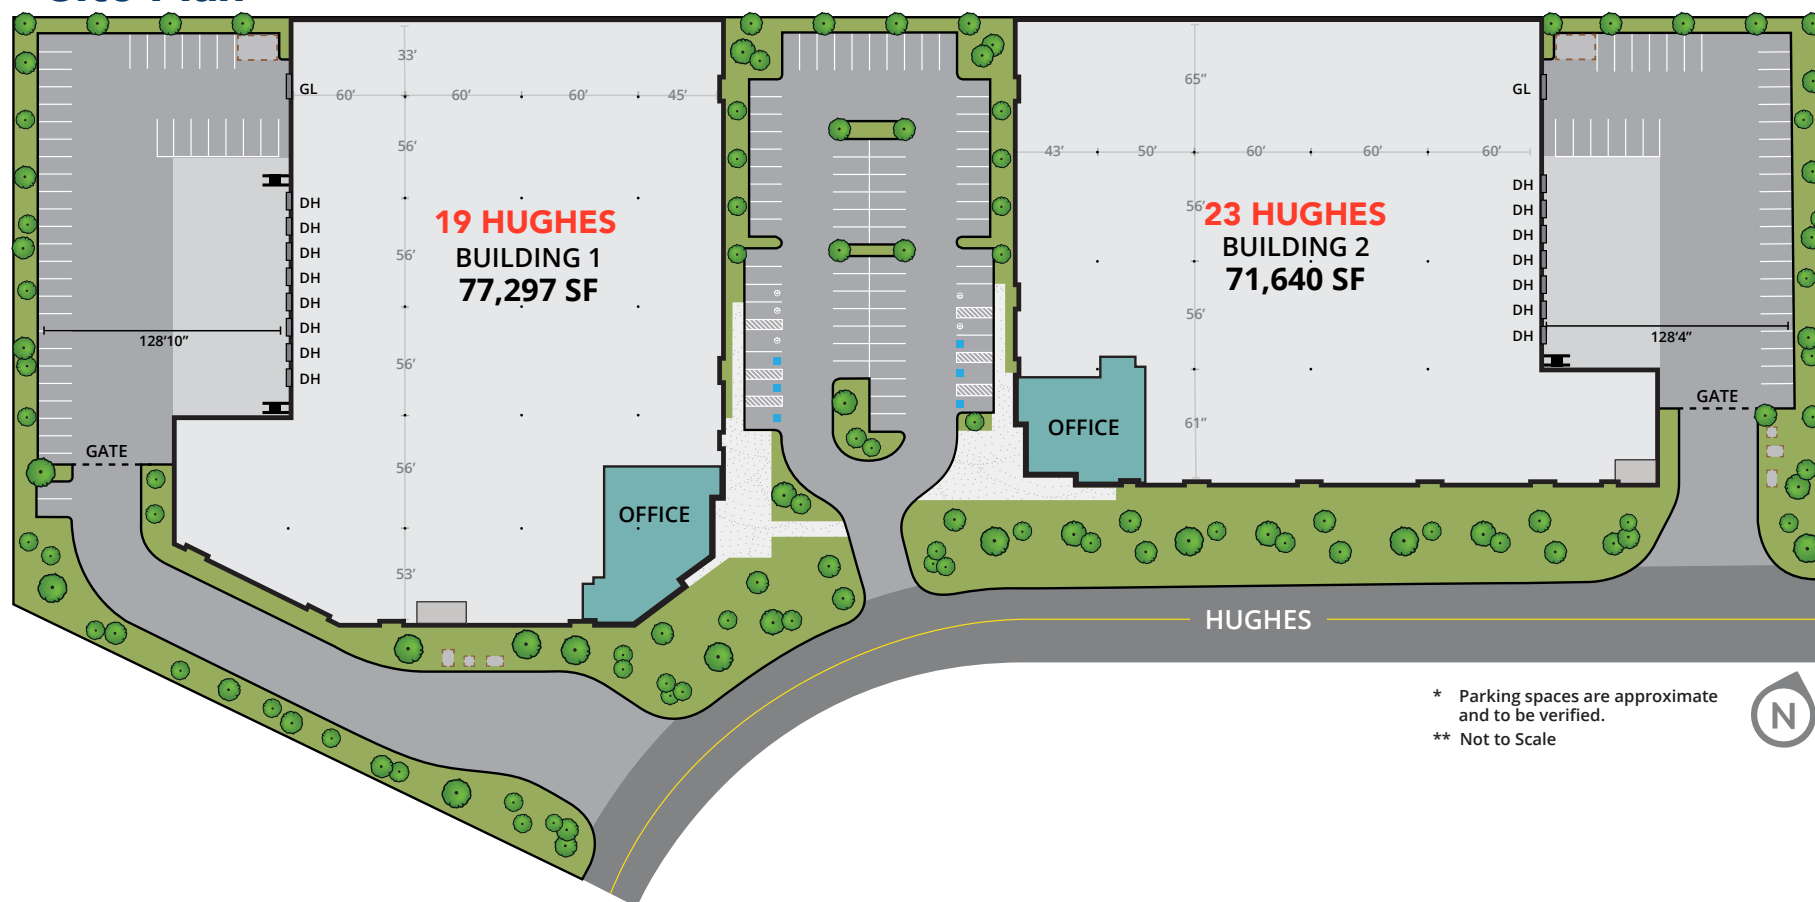 Site Plan
33’
GL
60’
60’
60’
45’
56’
DH
DH
DH
DH
DH
DH
DH
DH
19 HUGHES
BUILDING 1
77,297 SF
56’
128’10”
56’
GATE
56’
OFFICE
53’
65”
GL
43’
50’
60’
60’
60’
DH
DH
DH
DH
DH
DH
DH
56’
23 HUGHES
BUILDING 2
71,640 SF
56’
128’4”
GATE
61”
OFFICE
HUGHES
* Parking spaces are approximate
and to be verified.
** Not to Scale
N